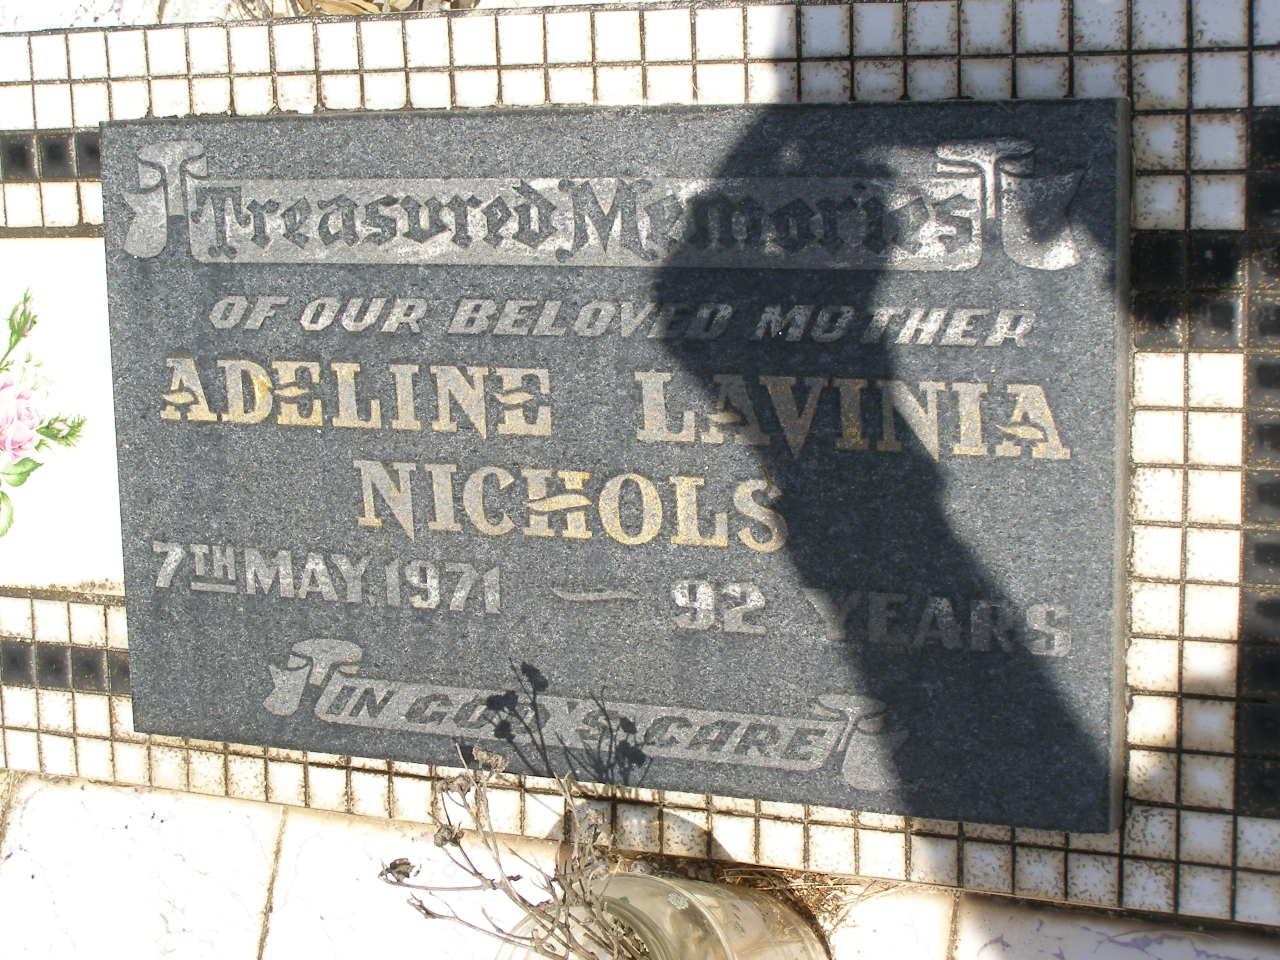 Treasured Memories
OF OUR BELOVED MOTHER
ADELINE LAVINIA
NICHOLS
7TH MAY. 1971 — 92 YEARS
IN GOD'S CARE